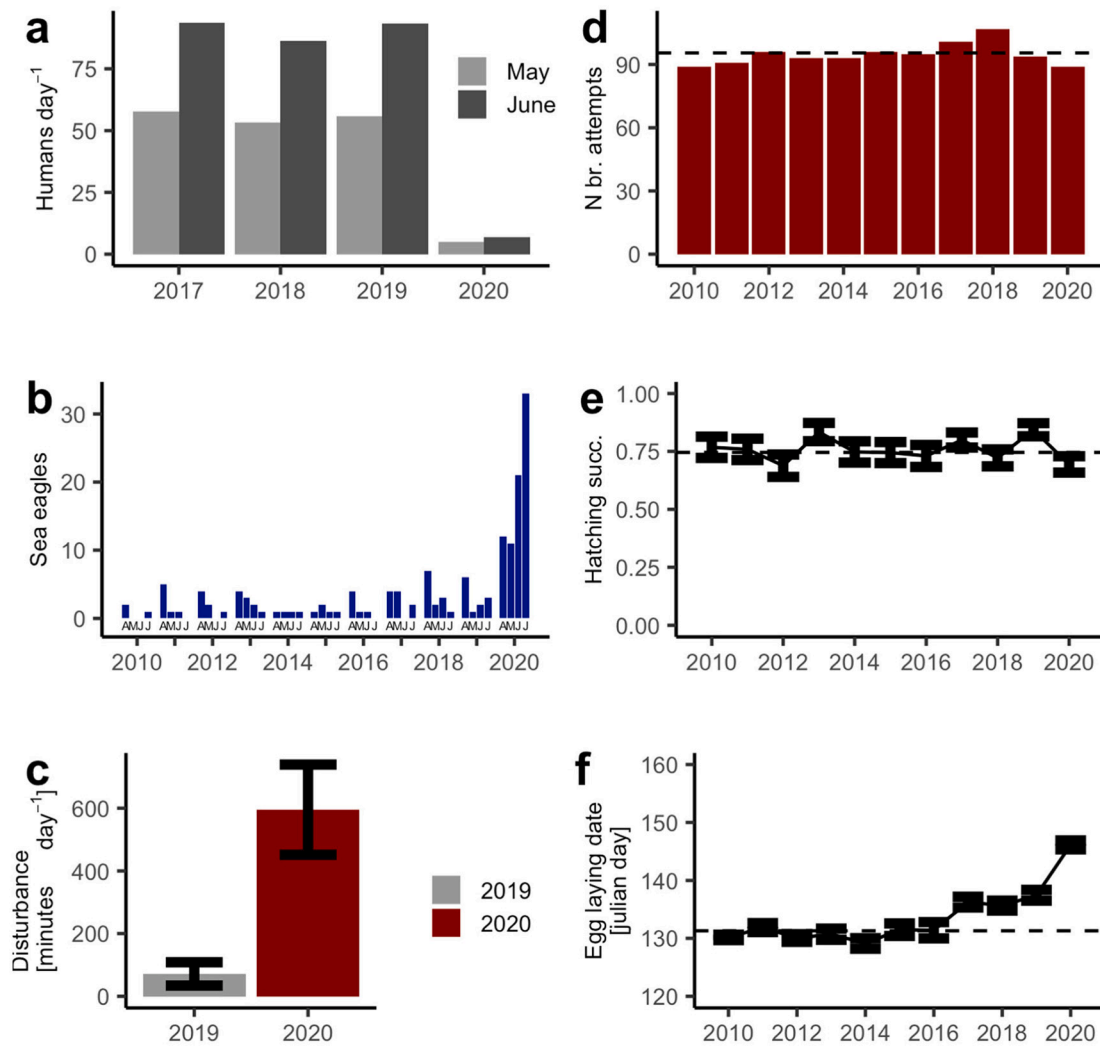 a
Humans day⁻¹
75
50
25
0
2017 2018 2019 2020
May
June
d
N br. attempts
90
60
30
0
2010 2012 2014 2016 2018 2020
b
Sea eagles
30
20
10
0
AMJJ AMJJ AMJJ AMJJ AMJJ AMJJ AMJJ AMJJ AMJJ AMJJ AMJJ
2010 2012 2014 2016 2018 2020
e
Hatching succ.
1.00
0.75
0.50
0.25
0.00
2010 2012 2014 2016 2018 2020
c
Disturbance
[minutes day⁻¹]
600
400
200
0
2019 2020
2019
2020
f
Egg laying date
[julian day]
160
150
140
130
120
2010 2012 2014 2016 2018 2020